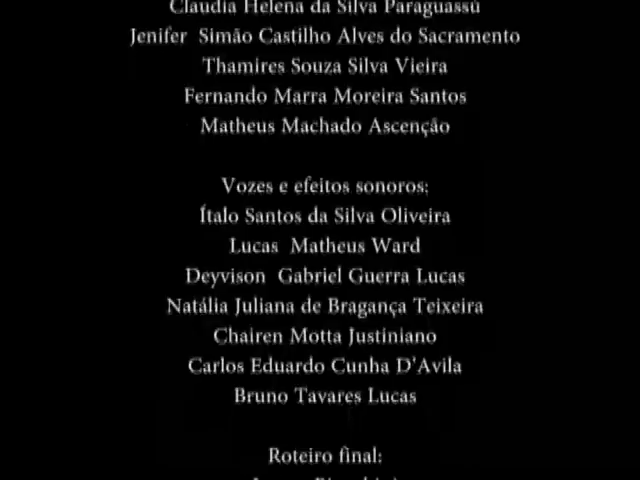 Claudia Helena da Silva Paraguassú
Jenifer Simão Castilho Alves do Sacramento
Thamires Souza Silva Vieira
Fernando Marra Moreira Santos
Matheus Machado Ascenção
Vozes e efeitos sonoros;
Ítalo Santos da Silva Oliveira
Lucas Matheus Ward
Deyvison Gabriel Guerra Lucas
Natália Juliana de Bragança Teixeira
Chairen Motta Justiniano
Carlos Eduardo Cunha D'Avila
Bruno Tavares Lucas
Roteiro final: